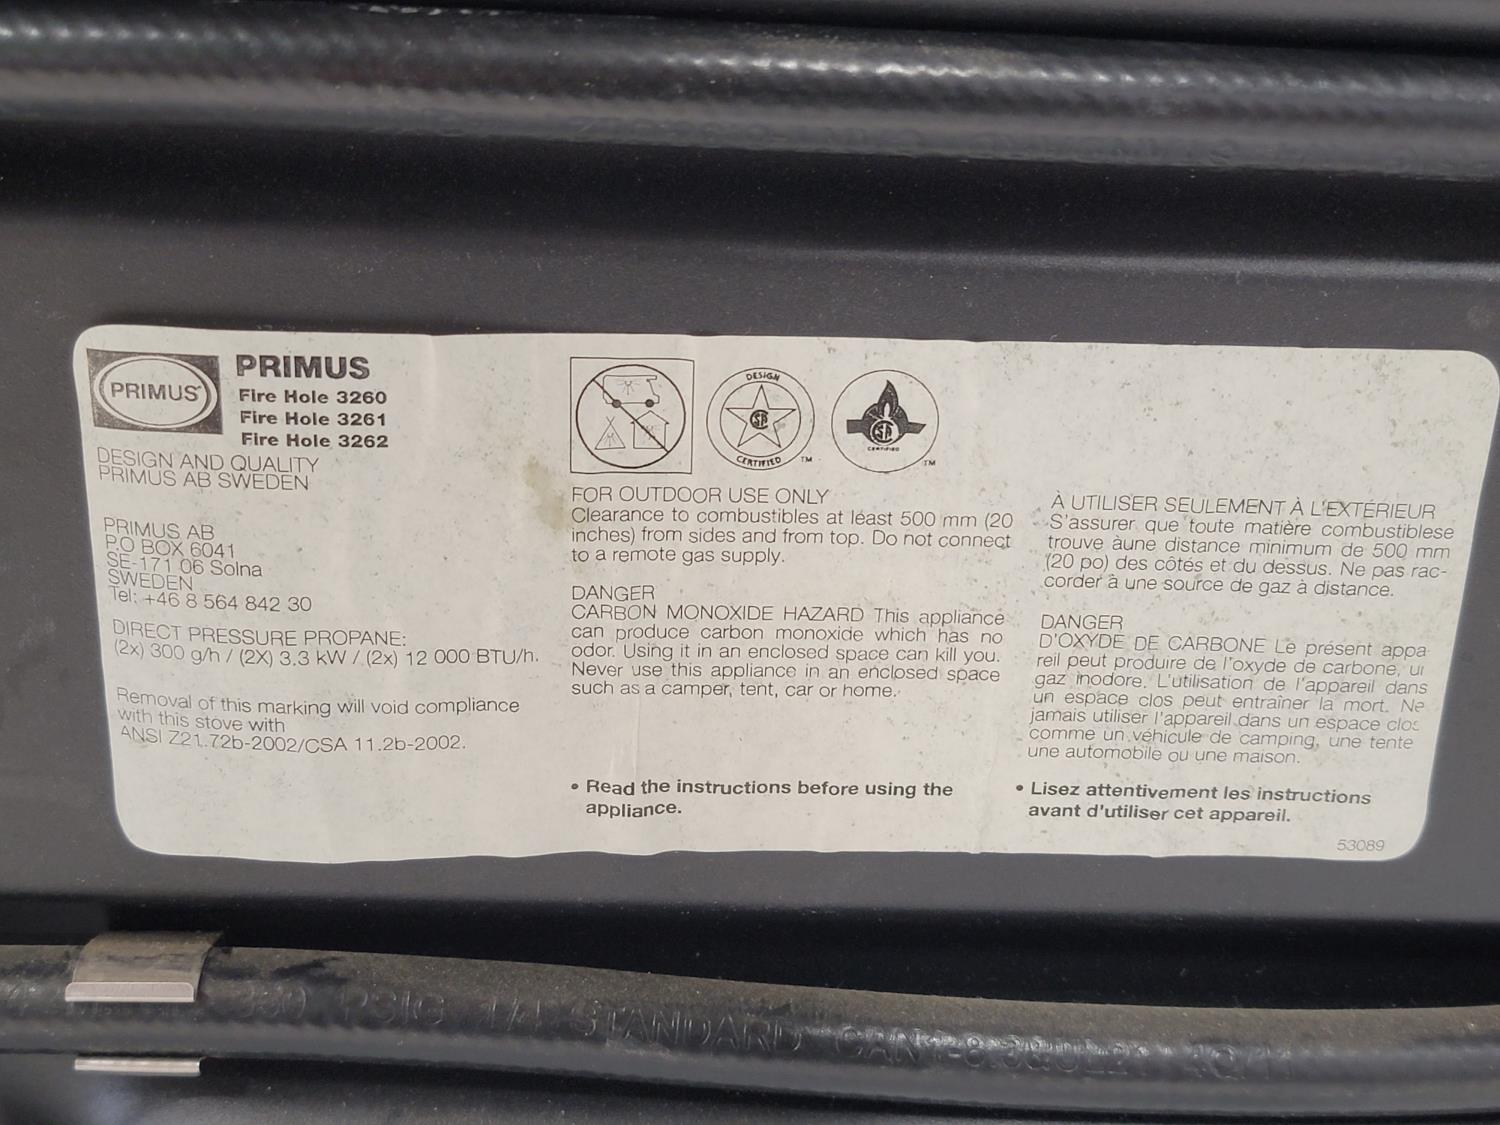 PRIMUS
PRIMUS
Fire Hole 3260
Fire Hole 3261
Fire Hole 3262
DESIGN AND QUALITY
PRIMUS AB SWEDEN
PRIMUS AB
P.O BOX 6041
SE-171 06 Solna
SWEDEN
Tel: +46 8 564 842 30
DIRECT PRESSURE PROPANE:
(2x) 300 g/h / (2X) 3.3 kW / (2x) 12 000 BTU/h.
Removal of this marking will void compliance
with this stove with
ANSI Z21.72b-2002/CSA 11.2b-2002.
DESIGN
CERTIFIED
TM
CERTIFIED
TM
FOR OUTDOOR USE ONLY
Clearance to combustibles at least 500 mm (20
inches) from sides and from top. Do not connect
to a remote gas supply.
DANGER
CARBON MONOXIDE HAZARD This appliance
can produce carbon monoxide which has no
odor. Using it in an enclosed space can kill you.
Never use this appliance in an enclosed space
such as a camper, tent, car or home.
• Read the instructions before using the
appliance.
À UTILISER SEULEMENT À L'EXTÉRIEUR
S'assurer que toute matière combustiblese
trouve àune distance minimum de 500 mm
(20 po) des côtés et du dessus. Ne pas rac-
corder à une source de gaz à distance.
DANGER
D'OXYDE DE CARBONE Le présent appa
reil peut produire de l'oxyde de carbone, u
gaz inodore. L'utilisation de l'appareil dans
un espace clos peut entraîner la mort. Ne
jamais utiliser l'appareil dans un espace clos
comme un véhicule de camping, une tente
une automobile ou une maison.
• Lisez attentivement les instructions
avant d'utiliser cet appareil.
53089
350 PSIG 1/4 STANDARD CAN1-8.3